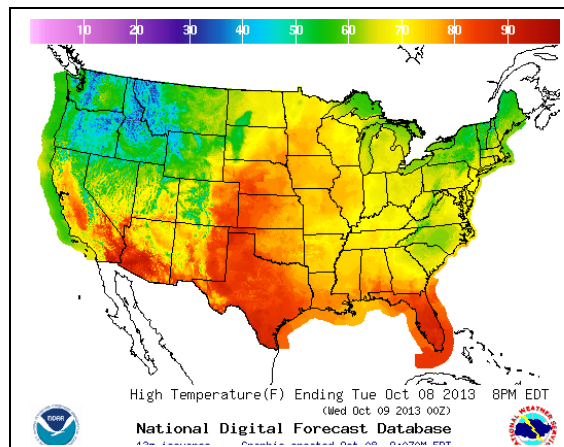 10 20 30 40 50 60 70 80 90
High Temperature(F) Ending Tue Oct 08 2013 8PM EDT
(Wed Oct 09 2013 00Z)
National Digital Forecast Database